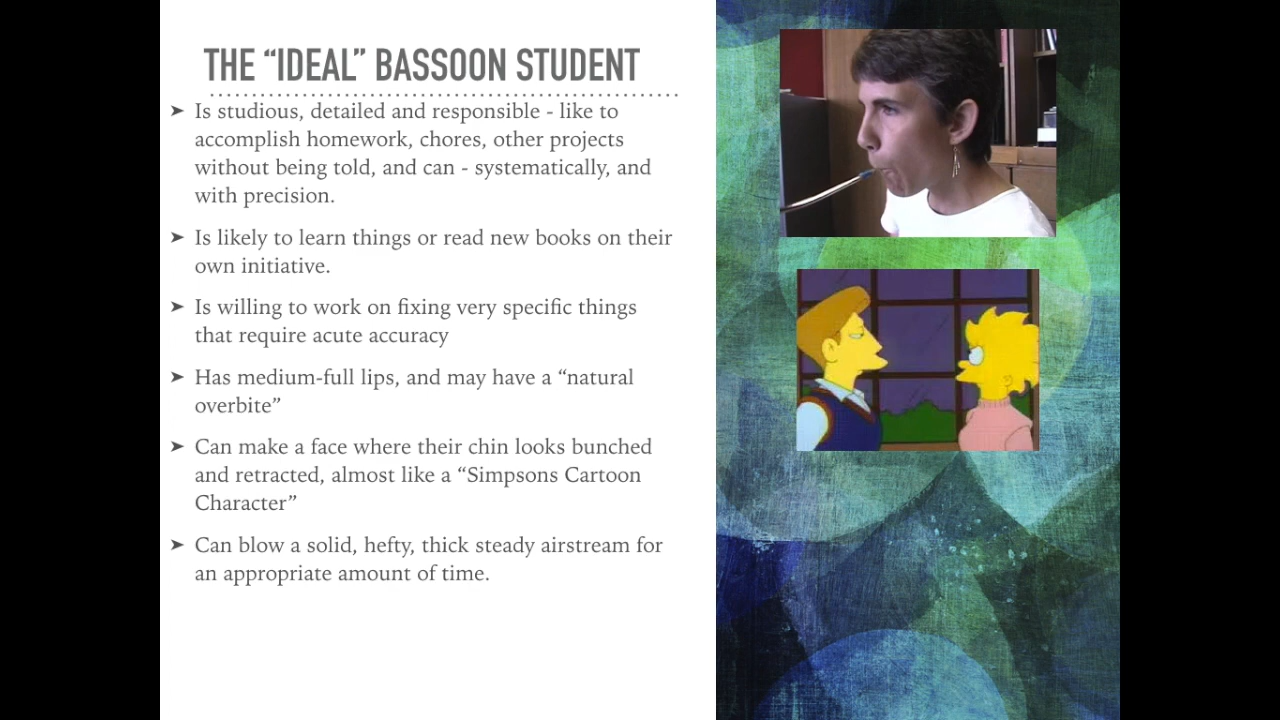 THE “IDEAL” BASSOON STUDENT
➤ Is studious, detailed and responsible - like to
accomplish homework, chores, other projects
without being told, and can - systematically, and
with precision.
➤ Is likely to learn things or read new books on their
own initiative.
➤ Is willing to work on fixing very specific things
that require acute accuracy
➤ Has medium-full lips, and may have a “natural
overbite”
➤ Can make a face where their chin looks bunched
and retracted, almost like a “Simpsons Cartoon
Character”
➤ Can blow a solid, hefty, thick steady airstream for
an appropriate amount of time.